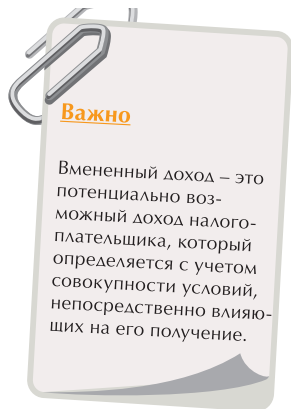 Важно
Вмененный доход – это
потенциально воз-
можный доход налого-
плательщика, который
определяется с учетом
совокупности условий,
непосредственно влияю-
щих на его получение.